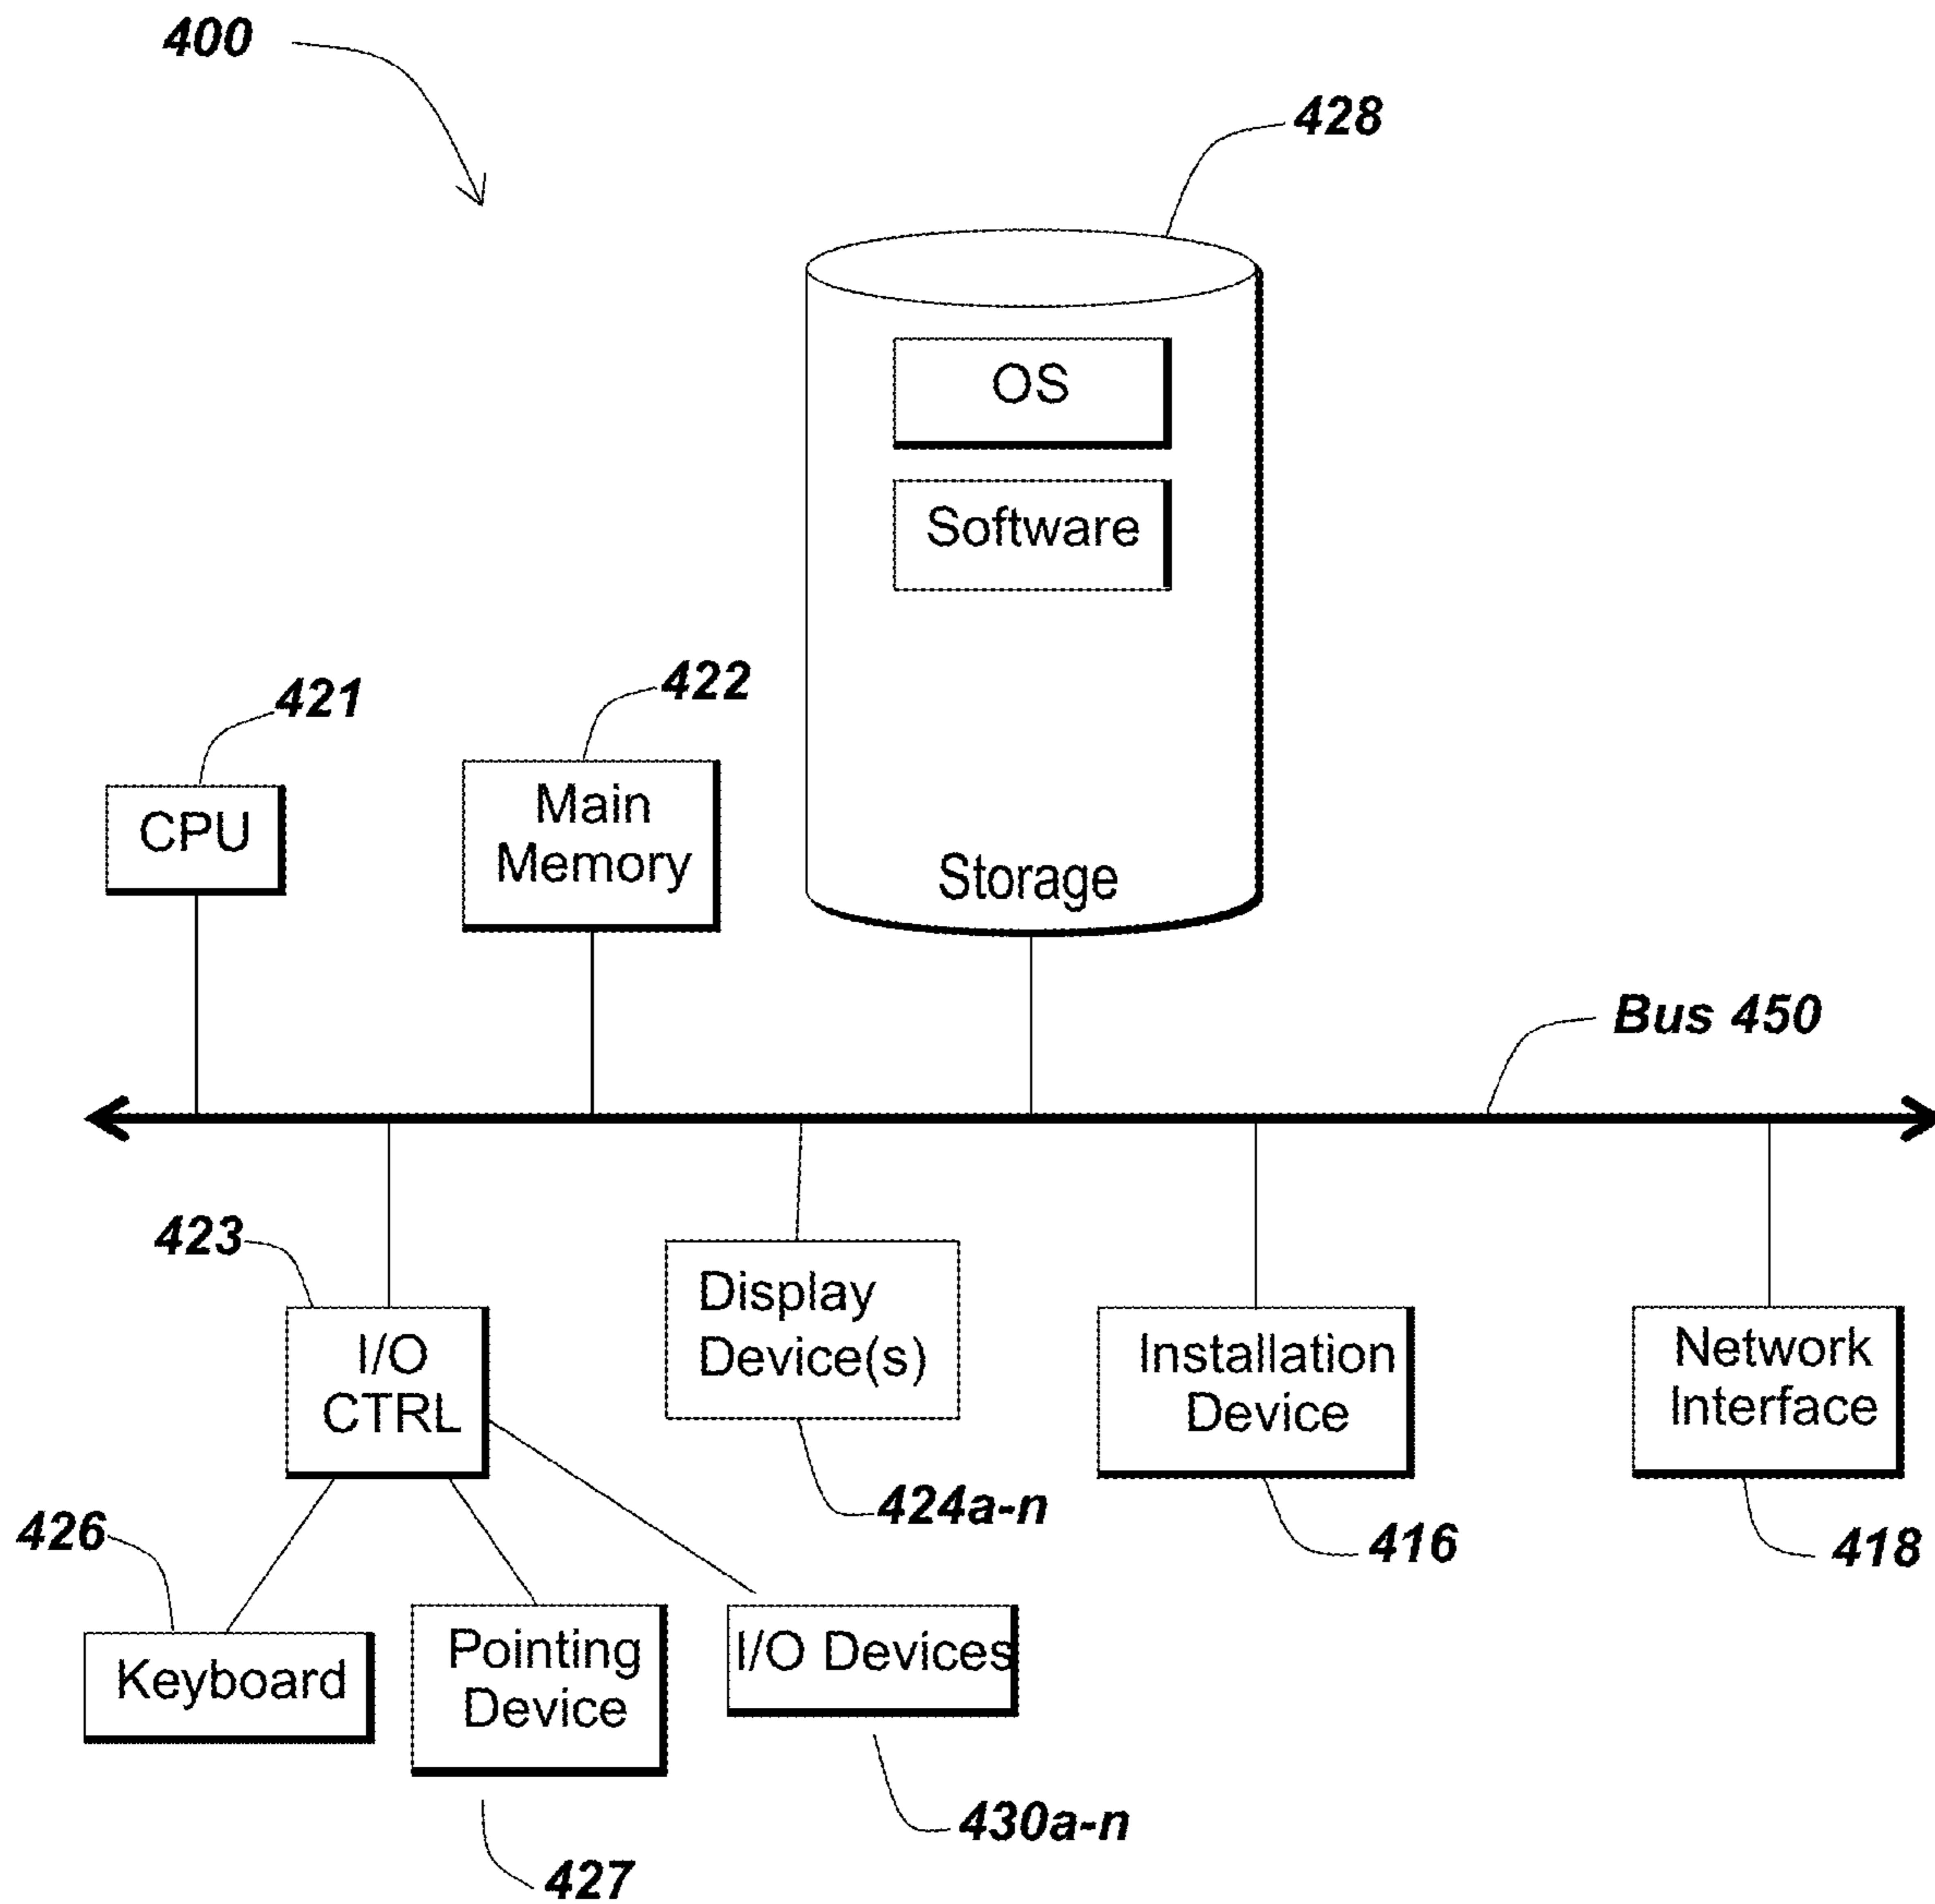 400
428
OS
Software
421
422
CPU
Main
Memory
Storage
Bus 450
423
I/O
CTRL
Display
Device(s)
Installation
Device
Network
Interface
424a-n
416
418
426
Keyboard
Pointing
Device
I/O Devices
430a-n
427